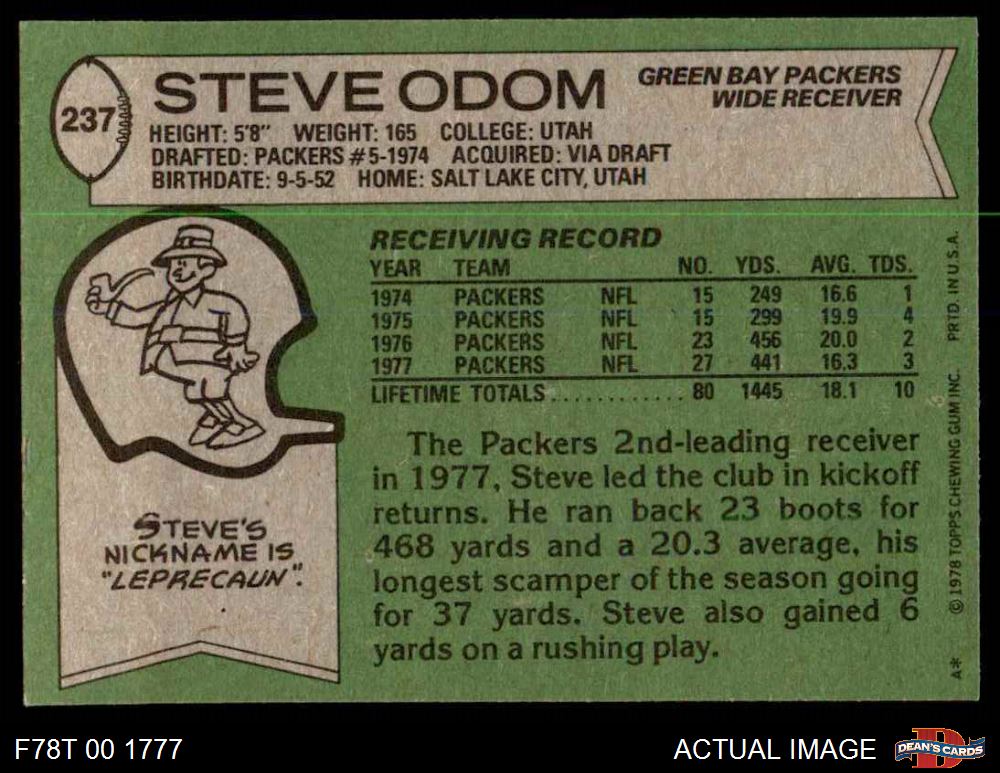 237
STEVE ODOM
GREEN BAY PACKERS
WIDE RECEIVER
HEIGHT: 5'8" WEIGHT: 165 COLLEGE: UTAH
DRAFTED: PACKERS #5-1974 ACQUIRED: VIA DRAFT
BIRTHDATE: 9-5-52 HOME: SALT LAKE CITY, UTAH
STEVE'S
NICKNAME IS
"LEPRECAUN".
RECEIVING RECORD
YEAR TEAM NO. YDS. AVG. TDS.
1974 PACKERS NFL 15 249 16.6 1
1975 PACKERS NFL 15 299 19.9 4
1976 PACKERS NFL 23 456 20.0 2
1977 PACKERS NFL 27 441 16.3 3
LIFETIME TOTALS............ 80 1445 18.1 10
The Packers 2nd-leading receiver
in 1977, Steve led the club in kickoff
returns. He ran back 23 boots for
468 yards and a 20.3 average, his
longest scamper of the season going
for 37 yards. Steve also gained 6
yards on a rushing play.
A* © 1978 TOPPS CHEWING GUM INC. PRTD. IN U.S.A.
F78T 00 1777
ACTUAL IMAGE
DEAN'S CARDS